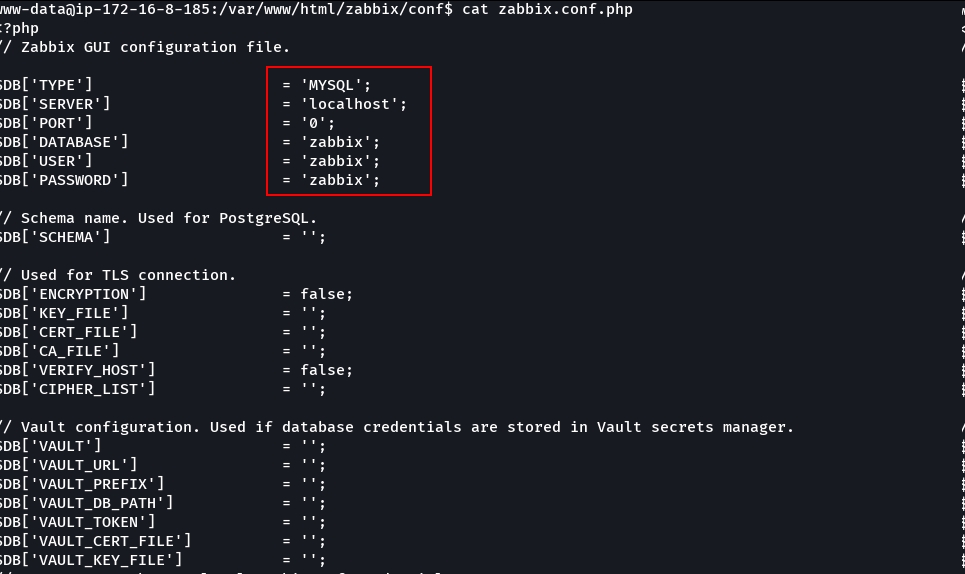 www-data@ip-172-16-8-185:/var/www/html/zabbix/conf$ cat zabbix.conf.php
<?php
// Zabbix GUI configuration file.
$DB['TYPE'] = 'MYSQL';
$DB['SERVER'] = 'localhost';
$DB['PORT'] = '0';
$DB['DATABASE'] = 'zabbix';
$DB['USER'] = 'zabbix';
$DB['PASSWORD'] = 'zabbix';
// Schema name. Used for PostgreSQL.
$DB['SCHEMA'] = '';
// Used for TLS connection.
$DB['ENCRYPTION'] = false;
$DB['KEY_FILE'] = '';
$DB['CERT_FILE'] = '';
$DB['CA_FILE'] = '';
$DB['VERIFY_HOST'] = false;
$DB['CIPHER_LIST'] = '';
// Vault configuration. Used if database credentials are stored in Vault secrets manager.
$DB['VAULT'] = '';
$DB['VAULT_URL'] = '';
$DB['VAULT_PREFIX'] = '';
$DB['VAULT_DB_PATH'] = '';
$DB['VAULT_TOKEN'] = '';
$DB['VAULT_CERT_FILE'] = '';
$DB['VAULT_KEY_FILE'] = '';